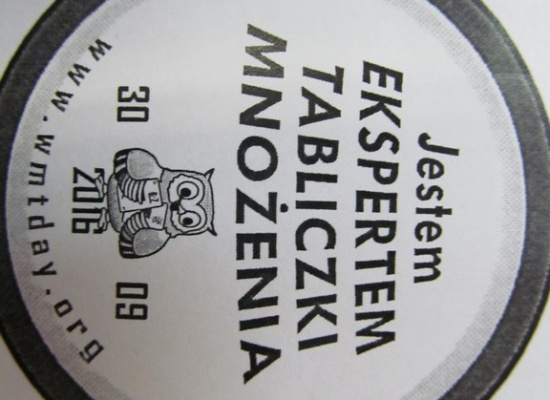 Jestem
EKSPERTEM
TABLICZKI
MNOŻENIA
30 09
2016
www.wmtday.org